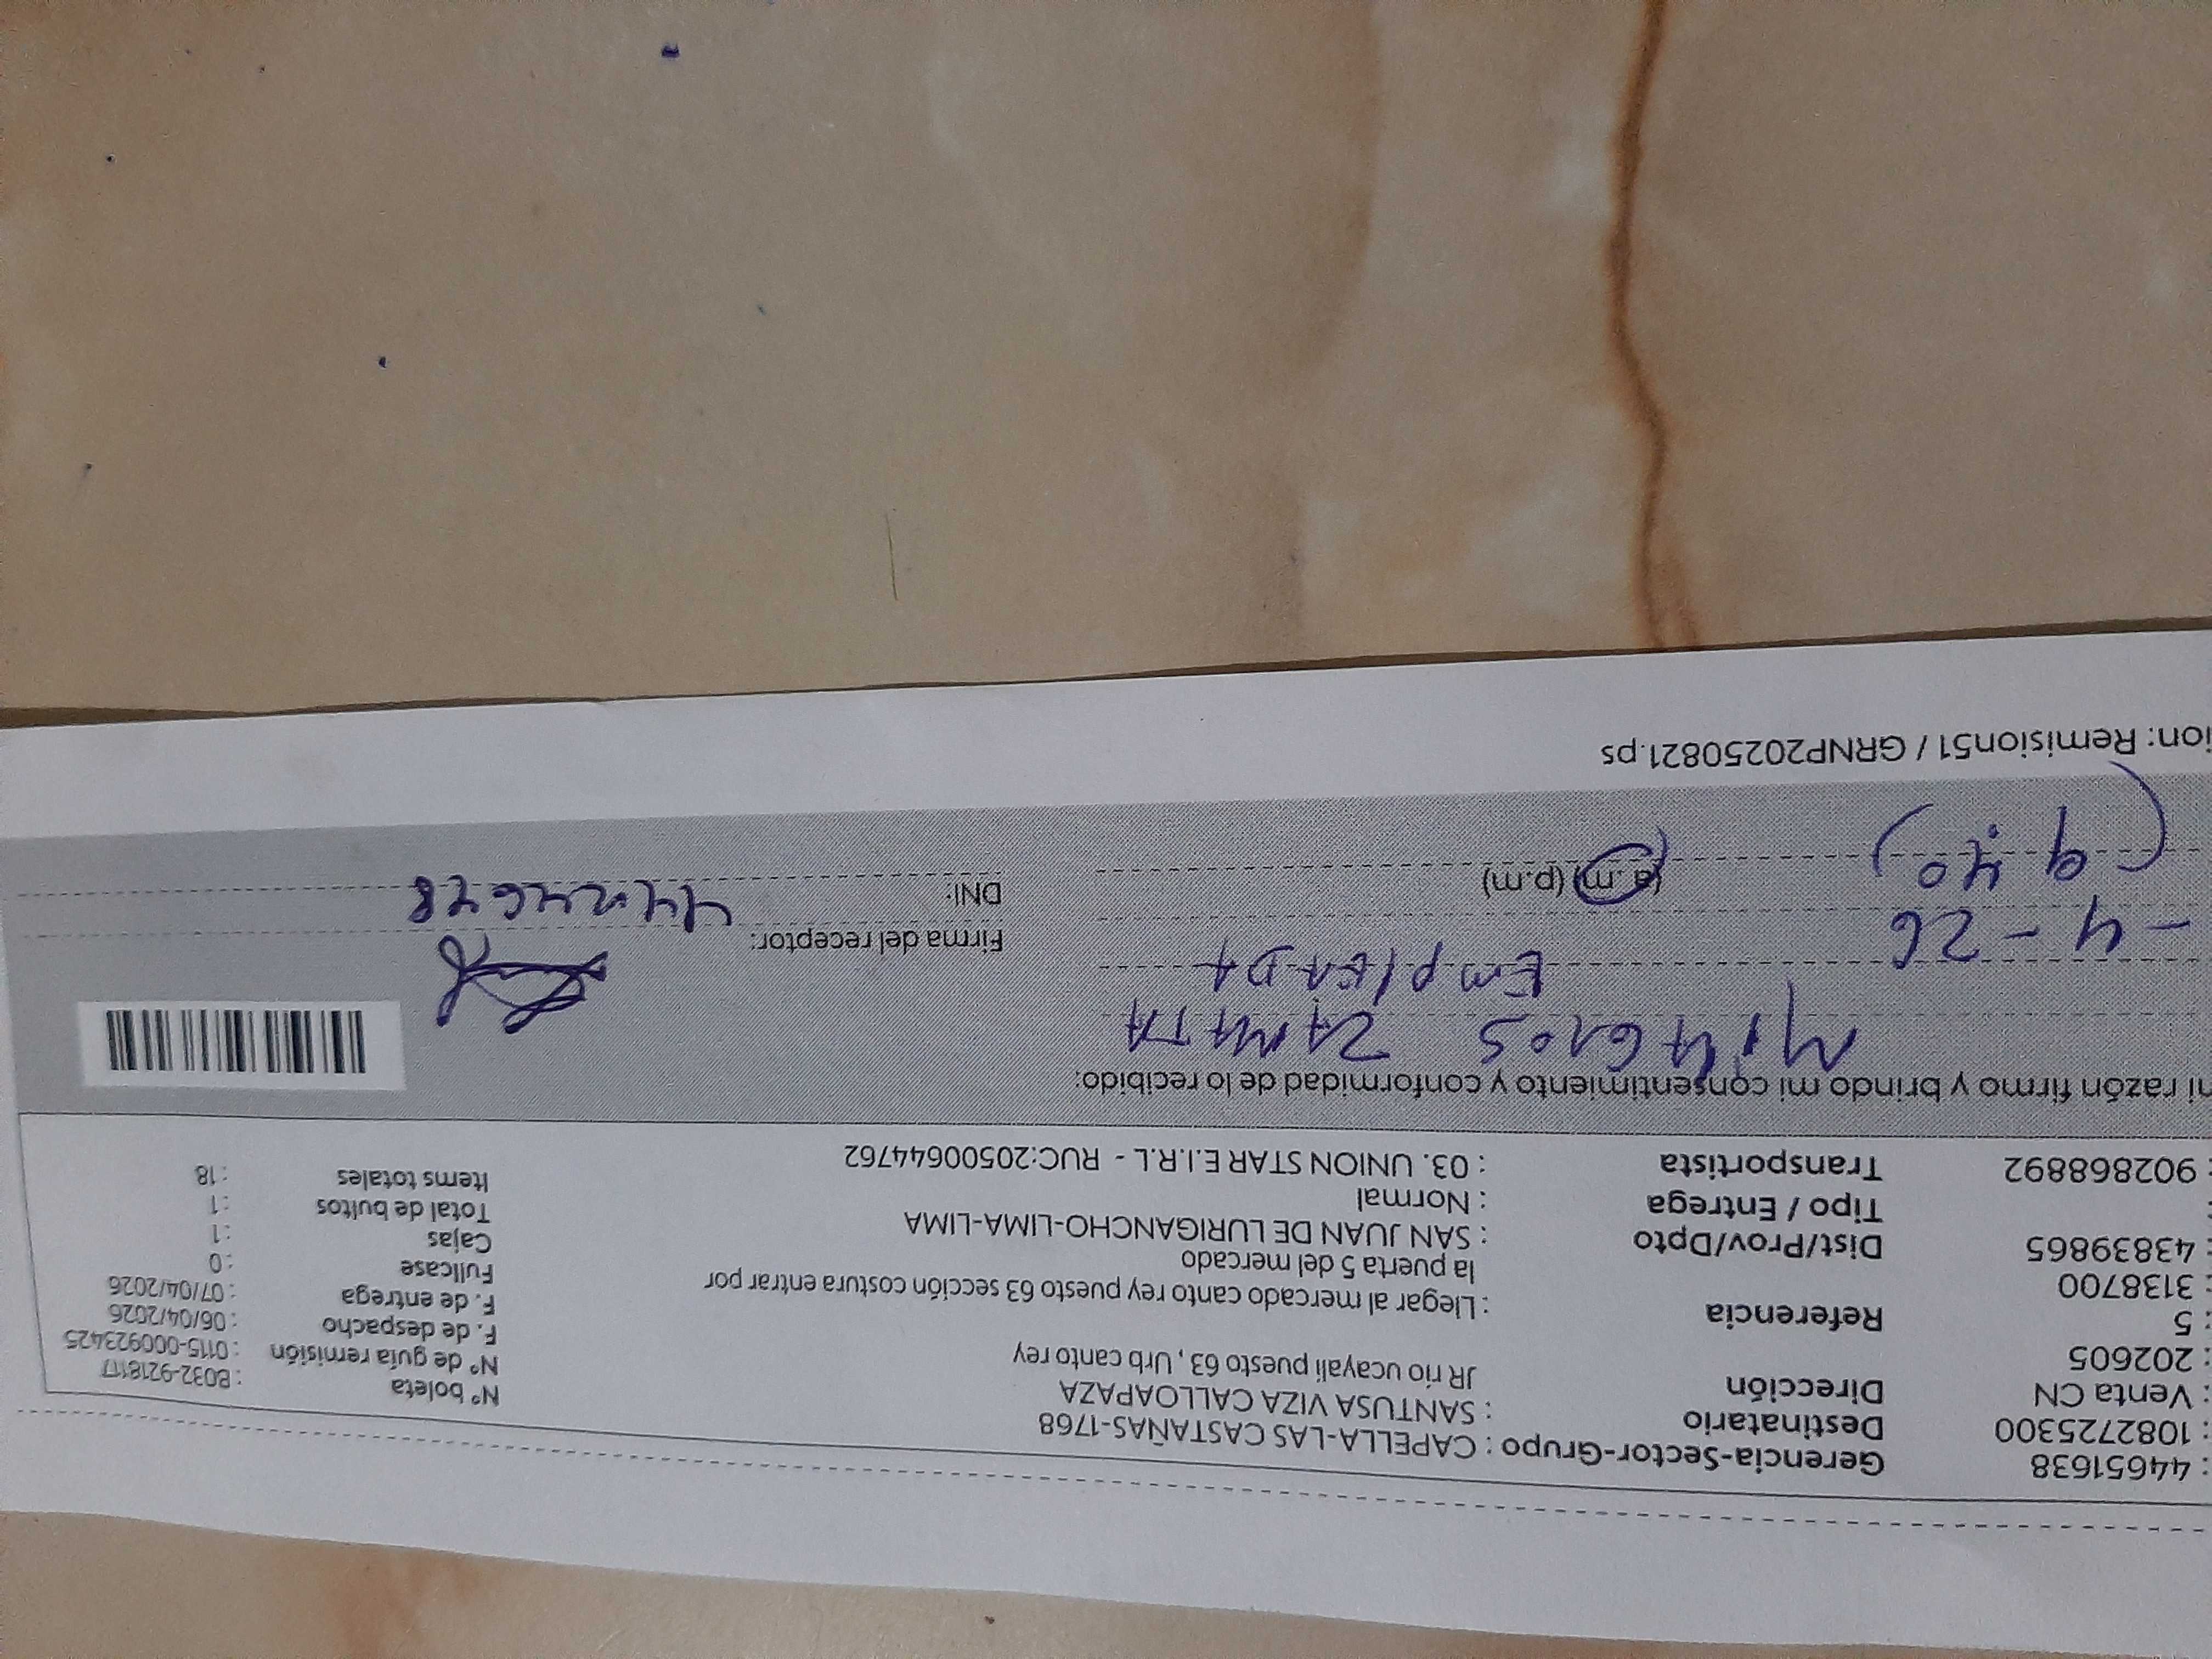 : 44651638 Gerencia-Sector-Grupo : CAPELLA-LAS CASTAÑAS-1768
: 1082725300 Destinatario : SANTUSA VIZA CALLOAPAZA
: Venta CN Dirección JR río ucayali puesto 63 , Urb canto rey
: 202605
: 5 Referencia : Llegar al mercado canto rey puesto 63 sección costura entrar por
: 3138700 la puerta 5 del mercado
: 43839865 Dist/Prov/Dpto : SAN JUAN DE LURIGANCHO-LIMA-LIMA
: Tipo / Entrega : Normal
: 902868892 Transportista : 03. UNION STAR E.I.R.L - RUC:20500644762
Nº boleta : B032-9218117
Nº de guía remisión : 0115-000923425
F. de despacho : 06/04/2026
F. de entrega : 07/04/2026
Fullcase : 0
Cajas : 1
Total de bultos : 1
Items totales : 18
ni razón firmo y brindo mi consentimiento y conformidad de lo recibido:
ZAMATA
EmplEADA
- 4 - 26
Firma del receptor:
(9:40) (a.m) (p.m)
DNI:
ion: Remision51 / GRNP20250821.ps